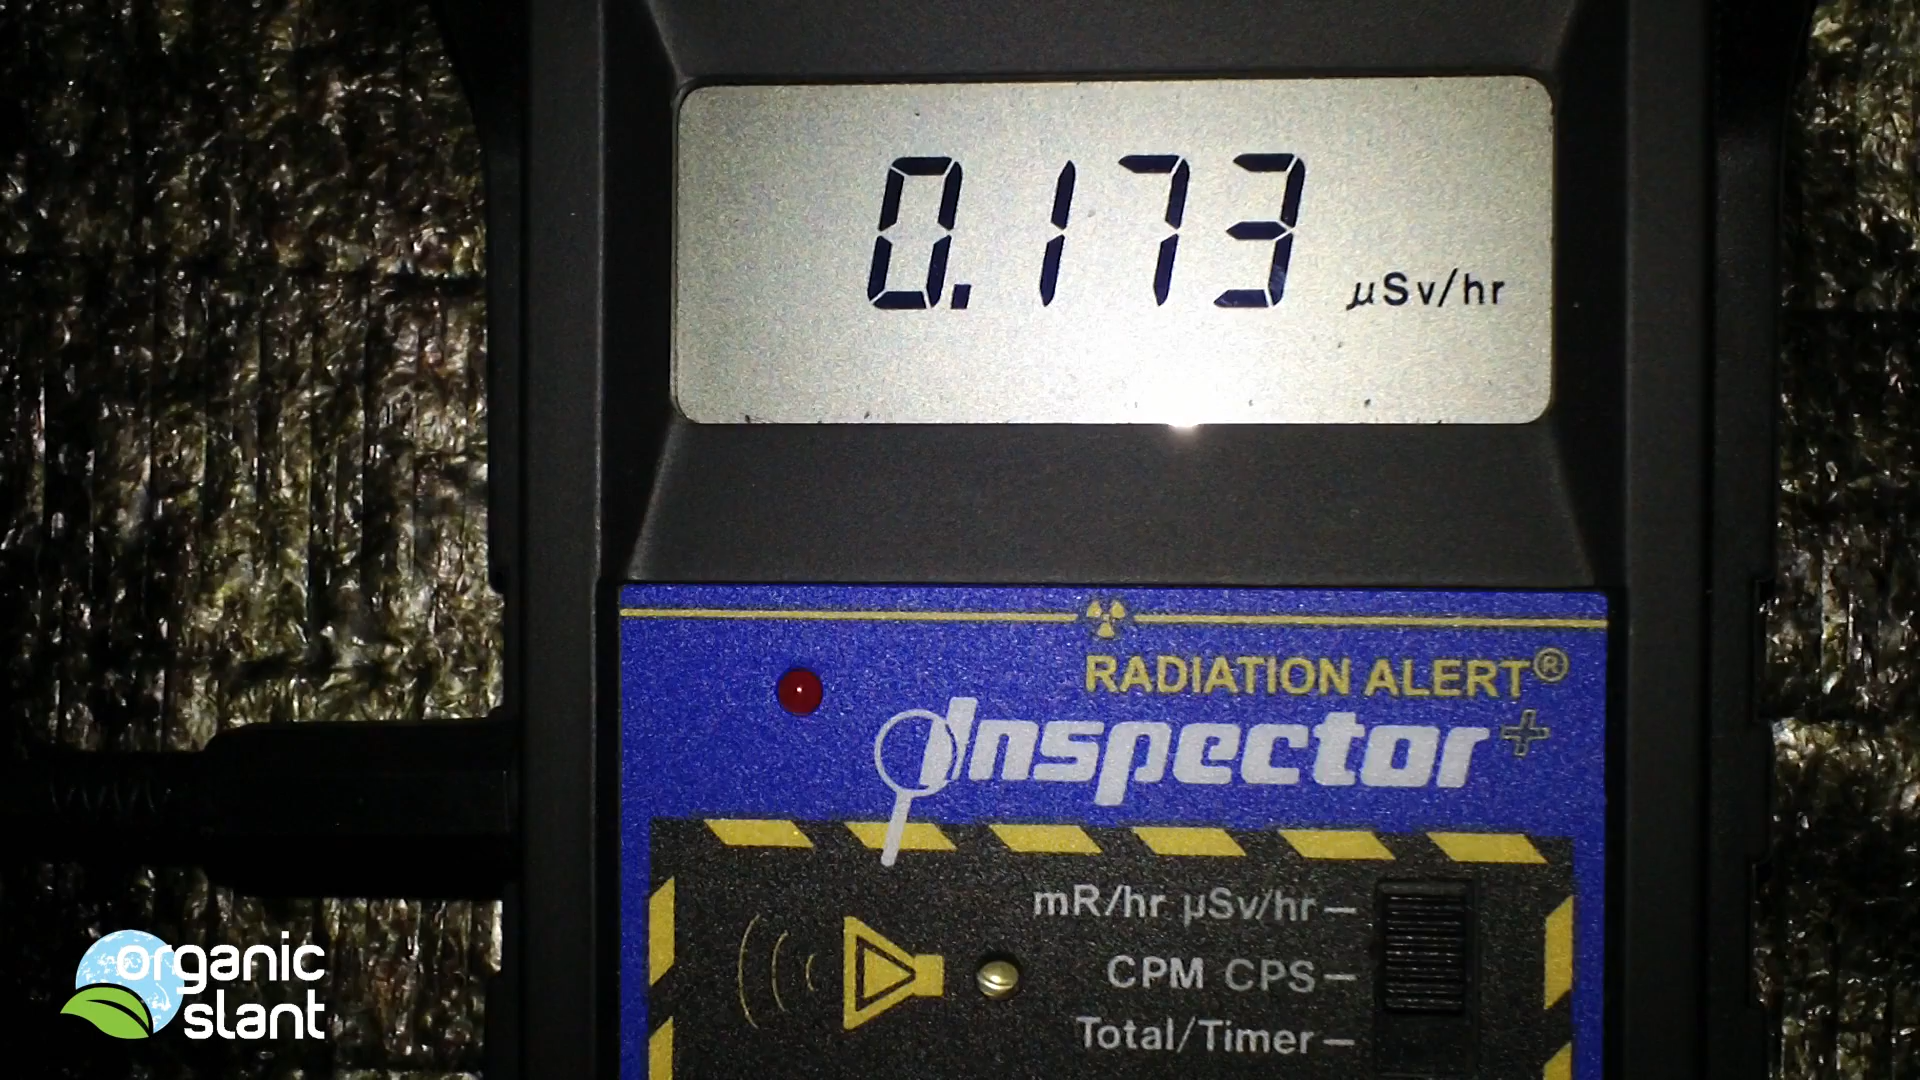 0.173 µSv/hr
RADIATION ALERT®
Inspector+
mR/hr µSv/hr
CPM CPS
Total/Timer
organic
slant